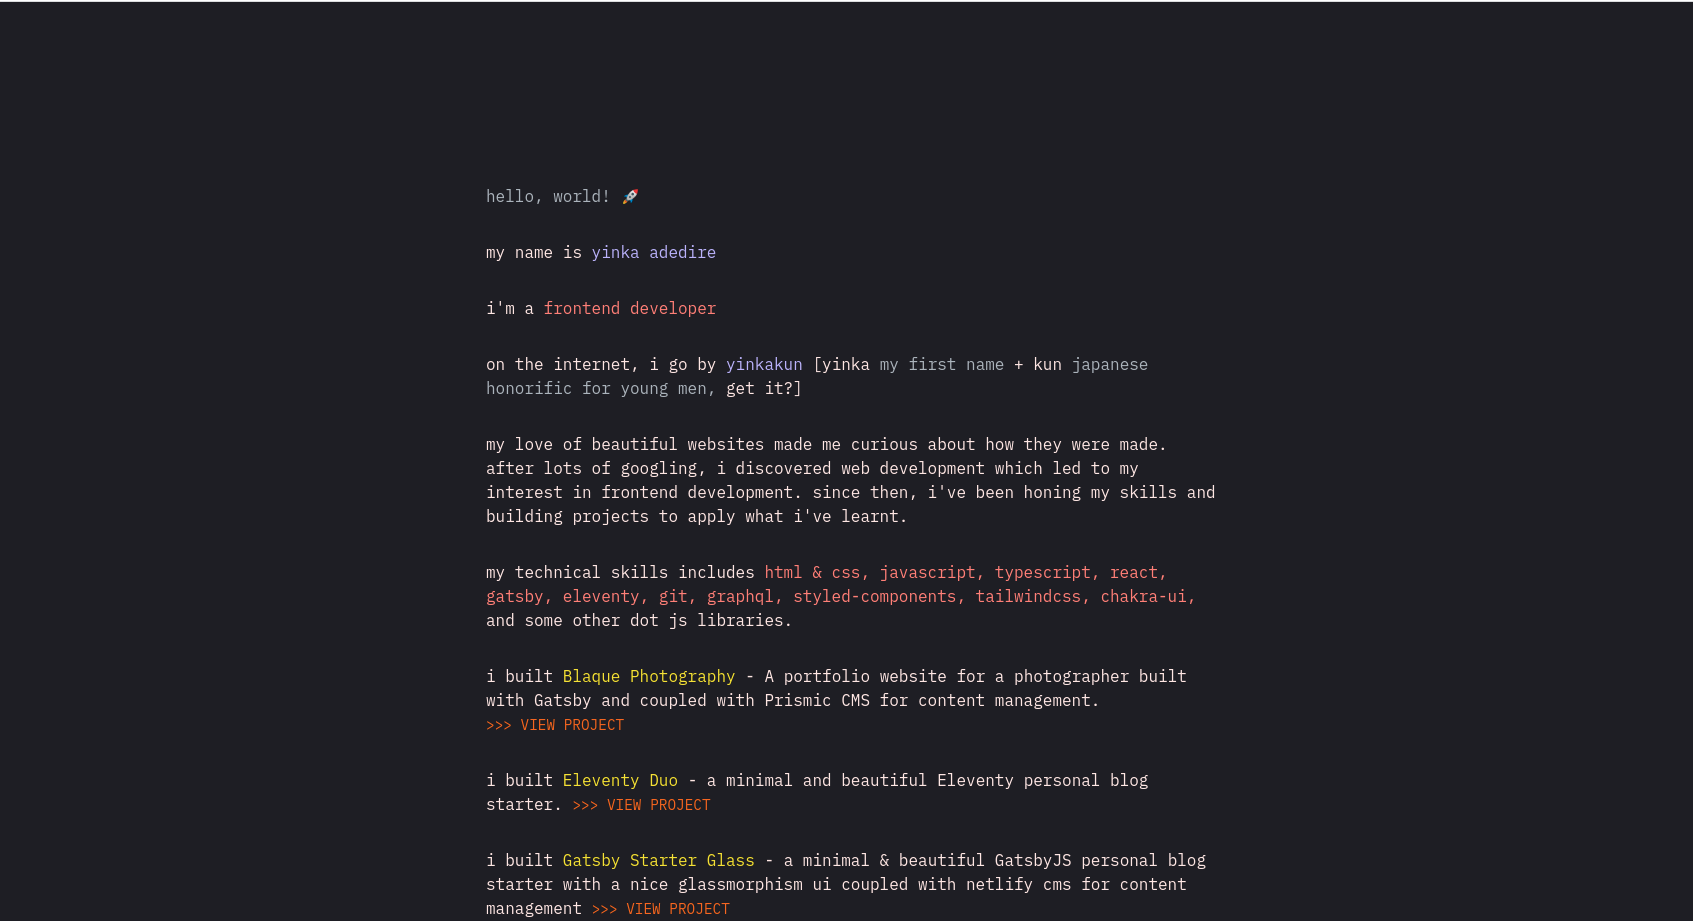 hello, world! 🚀
my name is yinka adedire
i'm a frontend developer
on the internet, i go by yinkakun [yinka my first name + kun japanese
honorific for young men, get it?]
my love of beautiful websites made me curious about how they were made.
after lots of googling, i discovered web development which led to my
interest in frontend development. since then, i've been honing my skills and
building projects to apply what i've learnt.
my technical skills includes html & css, javascript, typescript, react,
gatsby, eleventy, git, graphql, styled-components, tailwindcss, chakra-ui,
and some other dot js libraries.
i built Blaque Photography - A portfolio website for a photographer built
with Gatsby and coupled with Prismic CMS for content management.
>>> VIEW PROJECT
i built Eleventy Duo - a minimal and beautiful Eleventy personal blog
starter. >>> VIEW PROJECT
i built Gatsby Starter Glass - a minimal & beautiful GatsbyJS personal blog
starter with a nice glassmorphism ui coupled with netlify cms for content
management >>> VIEW PROJECT